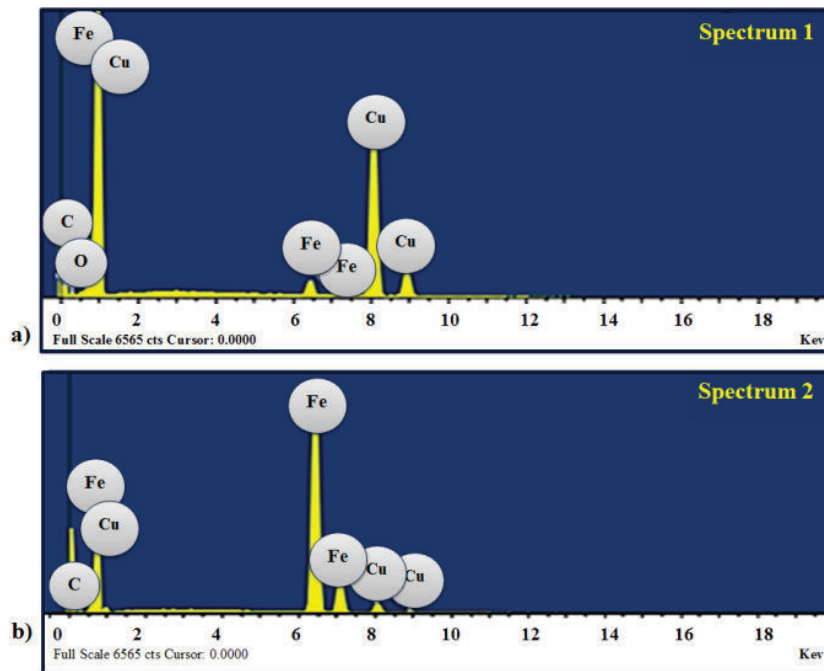 Spectrum 1
Fe
Cu
Cu
C
O
Fe
Fe
Cu
0 2 4 6 8 10 12 14 16 18
a)
Full Scale 6565 cts Cursor: 0.0000 Kev
Spectrum 2
Fe
Fe
Cu
C
Fe
Cu
Cu
0 2 4 6 8 10 12 14 16 18
b)
Full Scale 6565 cts Cursor: 0.0000 Kev